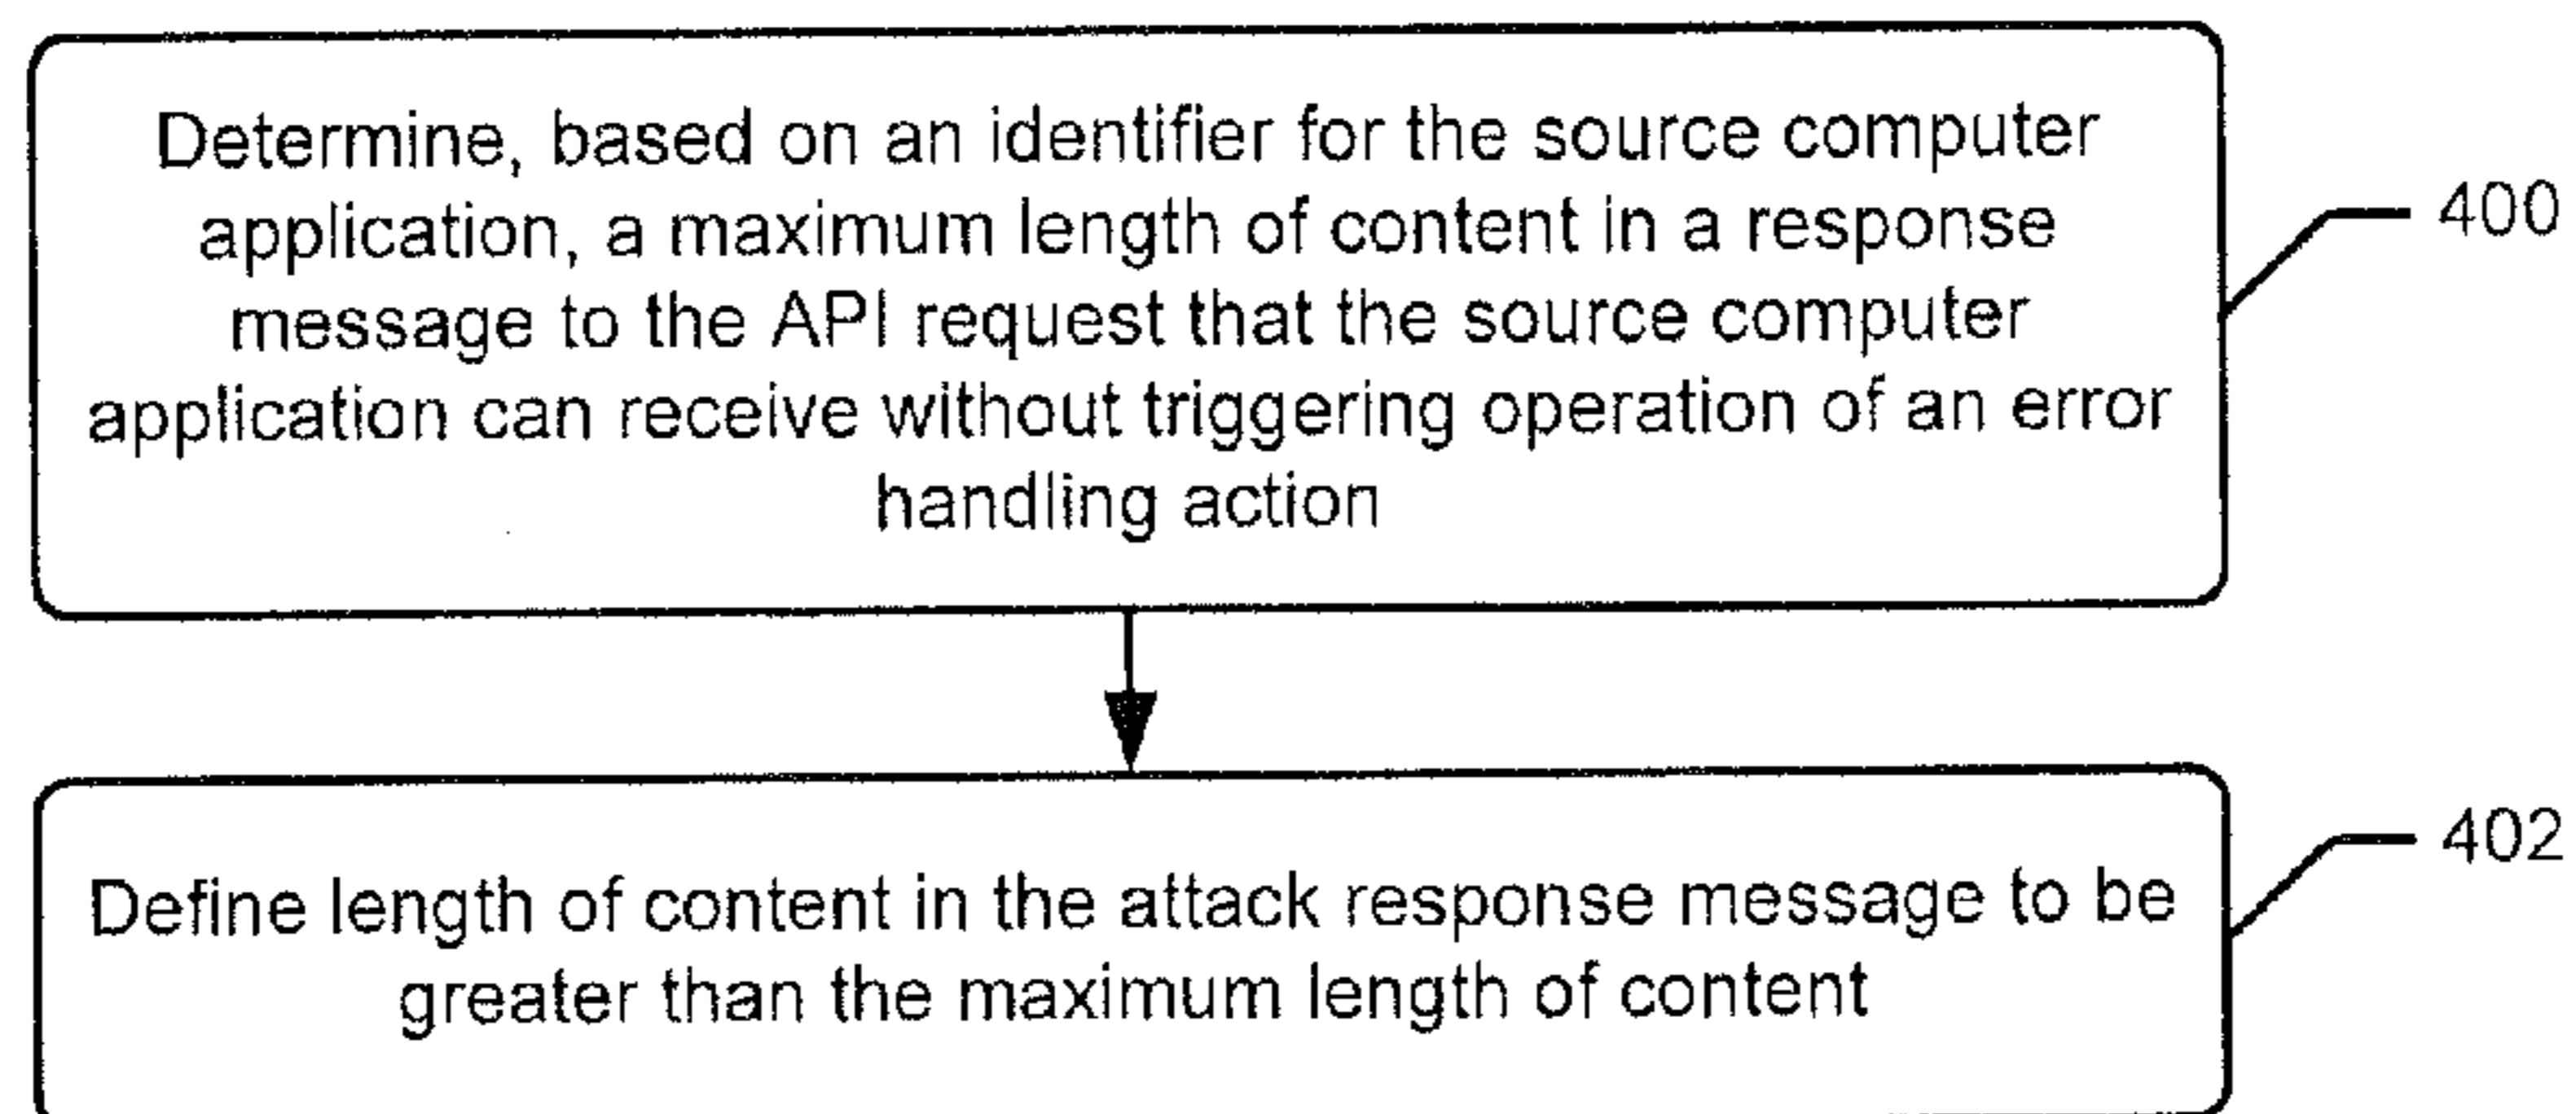 Determine, based on an identifier for the source computer
application, a maximum length of content in a response
message to the API request that the source computer
application can receive without triggering operation of an error
handling action
400
Define length of content in the attack response message to be
greater than the maximum length of content
402